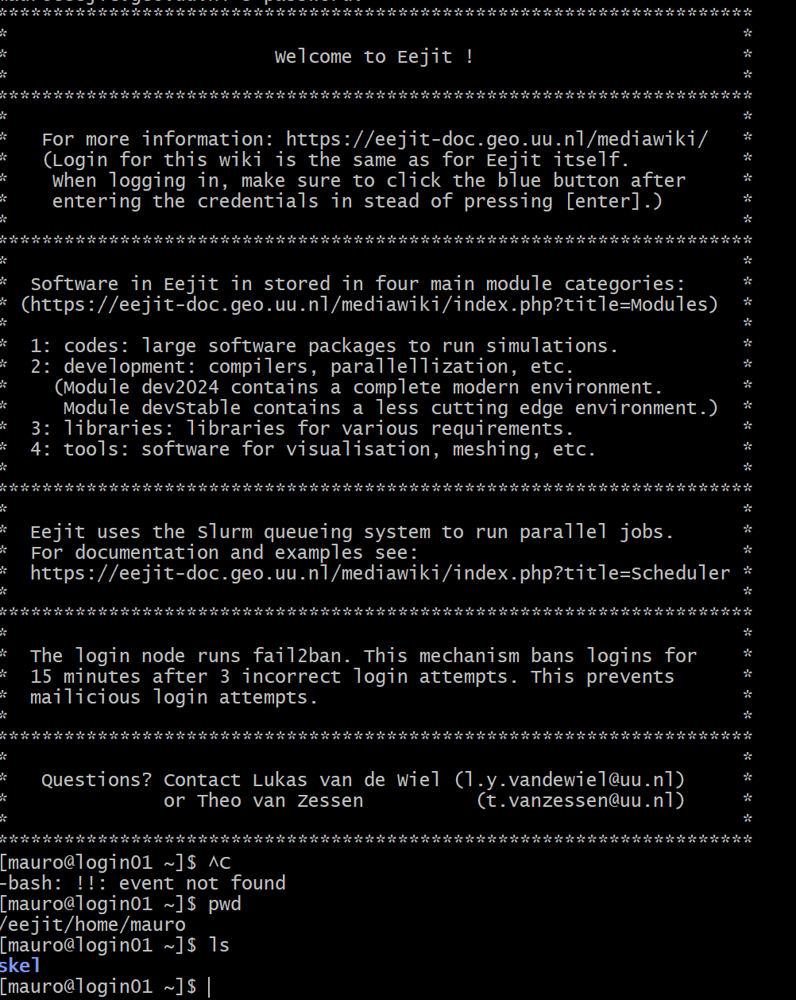 **********************************************************************
* *
* Welcome to Eejit ! *
* *
**********************************************************************
* *
* For more information: https://eejit-doc.geo.uu.nl/mediawiki/ *
* (Login for this wiki is the same as for Eejit itself. *
* When logging in, make sure to click the blue button after *
* entering the credentials in stead of pressing [enter].) *
* *
**********************************************************************
* *
* Software in Eejit in stored in four main module categories: *
* (https://eejit-doc.geo.uu.nl/mediawiki/index.php?title=Modules) *
* *
* 1: codes: large software packages to run simulations. *
* 2: development: compilers, parallellization, etc. *
* (Module dev2024 contains a complete modern environment. *
* Module devStable contains a less cutting edge environment.) *
* 3: libraries: libraries for various requirements. *
* 4: tools: software for visualisation, meshing, etc. *
* *
**********************************************************************
* *
* Eejit uses the Slurm queueing system to run parallel jobs. *
* For documentation and examples see: *
* https://eejit-doc.geo.uu.nl/mediawiki/index.php?title=Scheduler *
* *
**********************************************************************
* *
* The login node runs fail2ban. This mechanism bans logins for *
* 15 minutes after 3 incorrect login attempts. This prevents *
* mailicious login attempts. *
* *
**********************************************************************
* *
* Questions? Contact Lukas van de Wiel (l.y.vandewiel@uu.nl) *
* or Theo van Zessen (t.vanzessen@uu.nl) *
* *
**********************************************************************
[mauro@login01 ~]$ ^C
-bash: !!: event not found
[mauro@login01 ~]$ pwd
/eejit/home/mauro
[mauro@login01 ~]$ ls
skel
[mauro@login01 ~]$